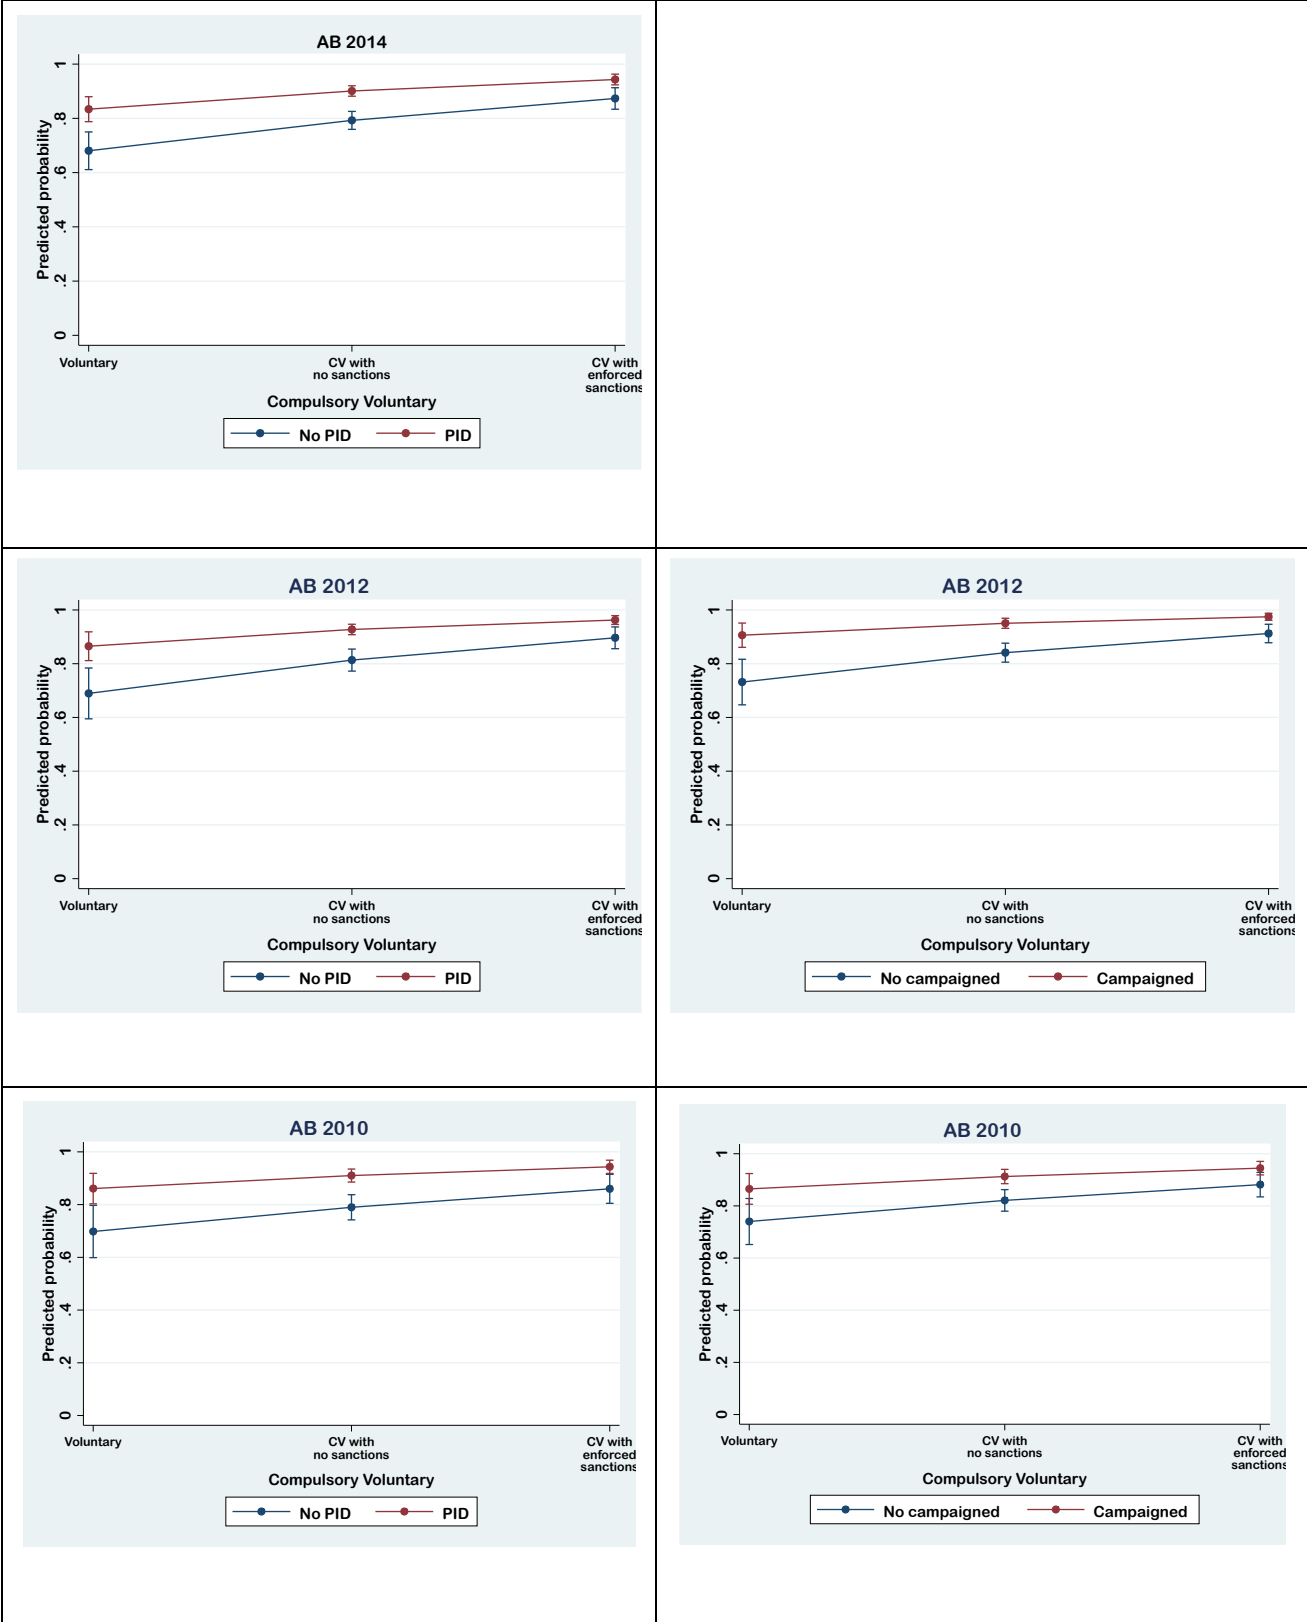 AB 2014
Predicted probability
1
.8
.6
.4
.2
0
Voluntary
CV with
no sanctions
CV with
enforced
sanctions
Compulsory Voluntary
No PID PID
AB 2012
Predicted probability
1
.8
.6
.4
.2
0
Voluntary
CV with
no sanctions
CV with
enforced
sanctions
Compulsory Voluntary
No PID PID
AB 2012
Predicted probability
1
.8
.6
.4
.2
0
Voluntary
CV with
no sanctions
CV with
enforced
sanctions
Compulsory Voluntary
No campaigned Campaigned
AB 2010
Predicted probability
1
.8
.6
.4
.2
0
Voluntary
CV with
no sanctions
CV with
enforced
sanctions
Compulsory Voluntary
No PID PID
AB 2010
Predicted probability
1
.8
.6
.4
.2
0
Voluntary
CV with
no sanctions
CV with
enforced
sanctions
Compulsory Voluntary
No campaigned Campaigned